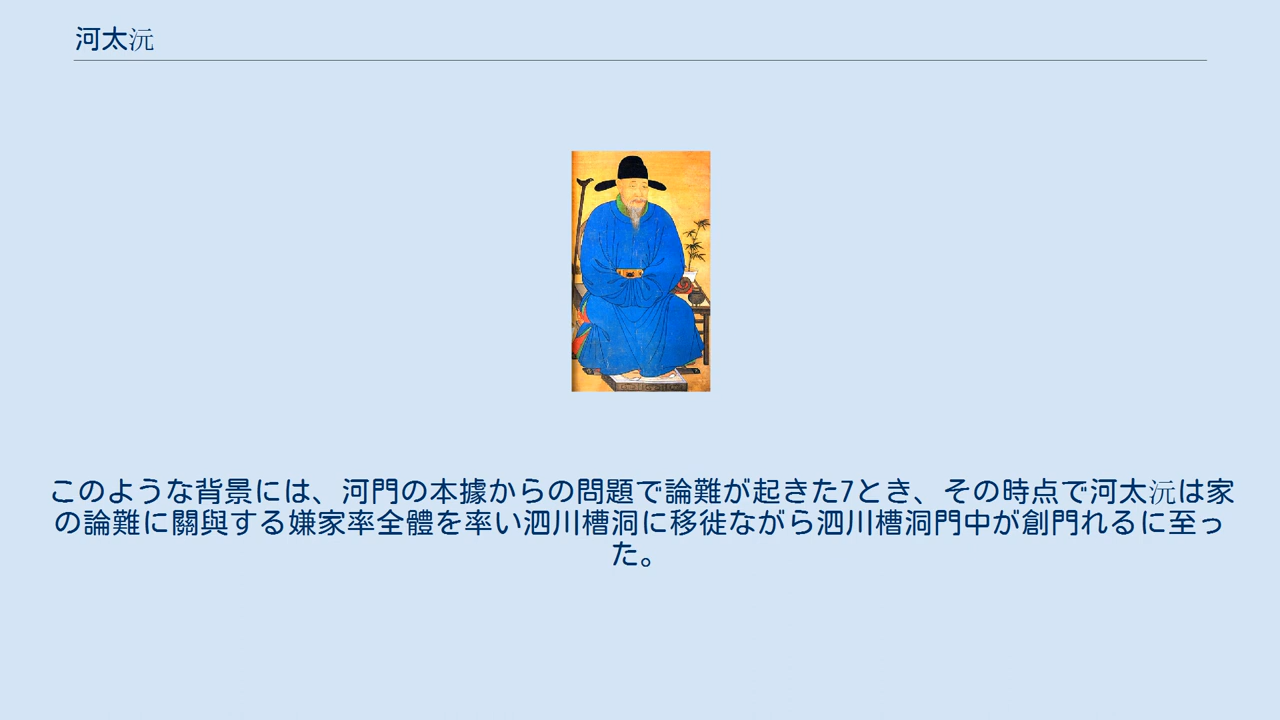 河太沅
このような背景には、河門の本據からの問題で論難が起きた7とき、その時点で河太沅は家
の論難に關與する嫌家率全體を率い泗川槽洞に移徙ながら泗川槽洞門中が創門れるに至っ
た。